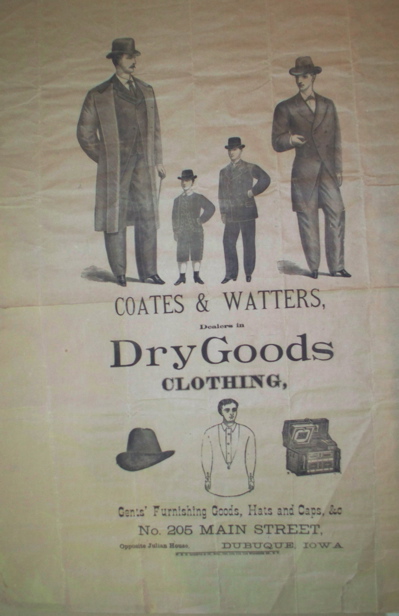 COATES & WATTERS,
Dealers in
Dry Goods
CLOTHING,
Gents' Furnishing Goods, Hats and Caps, &c
No. 205 MAIN STREET,
Opposite Julien House, DUBUQUE, IOWA